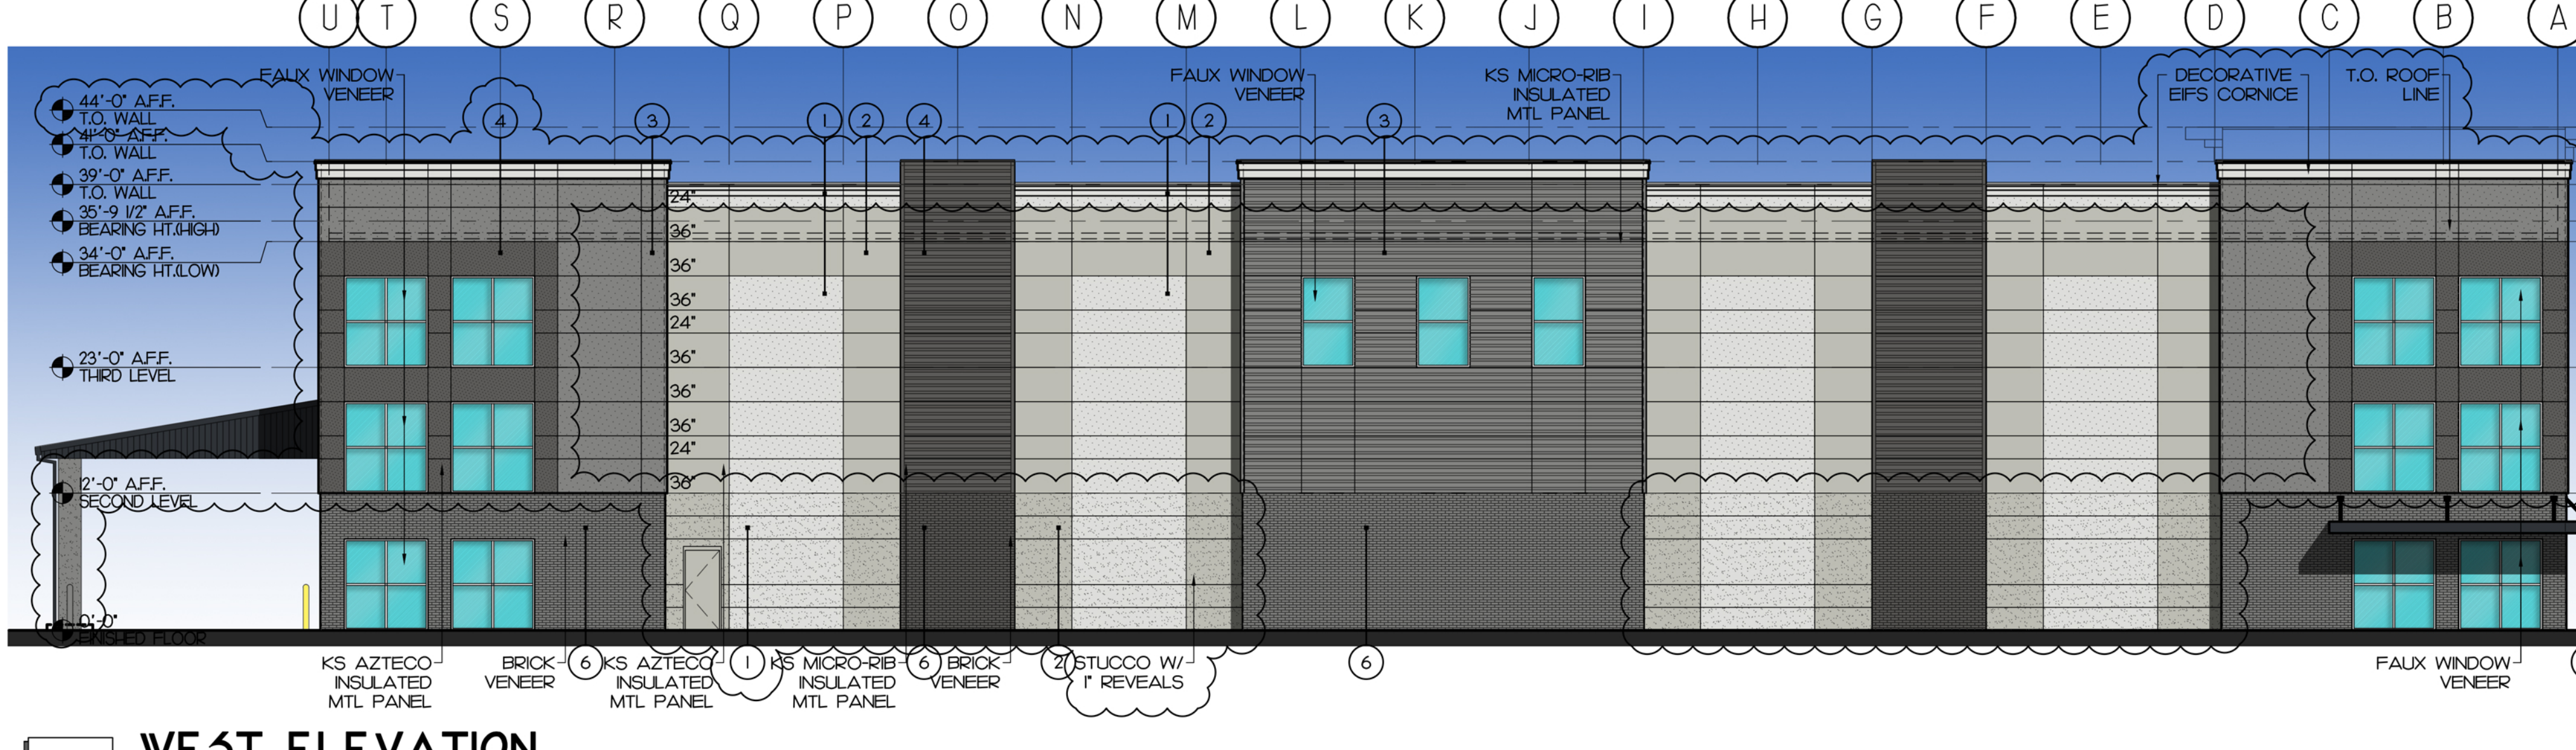 U T S R Q P O N M L K J I H G F E D C B A
FAUX WINDOW
VENEER
FAUX WINDOW
VENEER
KS MICRO-RIB
INSULATED
MTL PANEL
DECORATIVE
EIFS CORNICE
T.O. ROOF
LINE
44'-0" A.F.F.
T.O. WALL
41'-0" A.F.F.
T.O. WALL
39'-0" A.F.F.
T.O. WALL
35'-9 1/2" A.F.F.
BEARING HT.(HIGH)
34'-0" A.F.F.
BEARING HT.(LOW)
23'-0" A.F.F.
THIRD LEVEL
12'-0" A.F.F.
SECOND LEVEL
0'-0"
FINISHED FLOOR
4 3 1 2 4 1 2 3
24"
36"
36"
36"
24"
36"
36"
36"
24"
36"
KS AZTECO
INSULATED
MTL PANEL
BRICK
VENEER
6
KS AZTECO
INSULATED
MTL PANEL
1
KS MICRO-RIB
INSULATED
MTL PANEL
6
BRICK
VENEER
2
STUCCO W/
1" REVEALS
6
FAUX WINDOW
VENEER
WEST ELEVATION